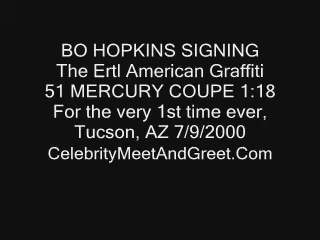 BO HOPKINS SIGNING
The Ertl American Graffiti
51 MERCURY COUPE 1:18
For the very 1st time ever,
Tucson, AZ 7/9/2000
CelebrityMeetAndGreet.Com